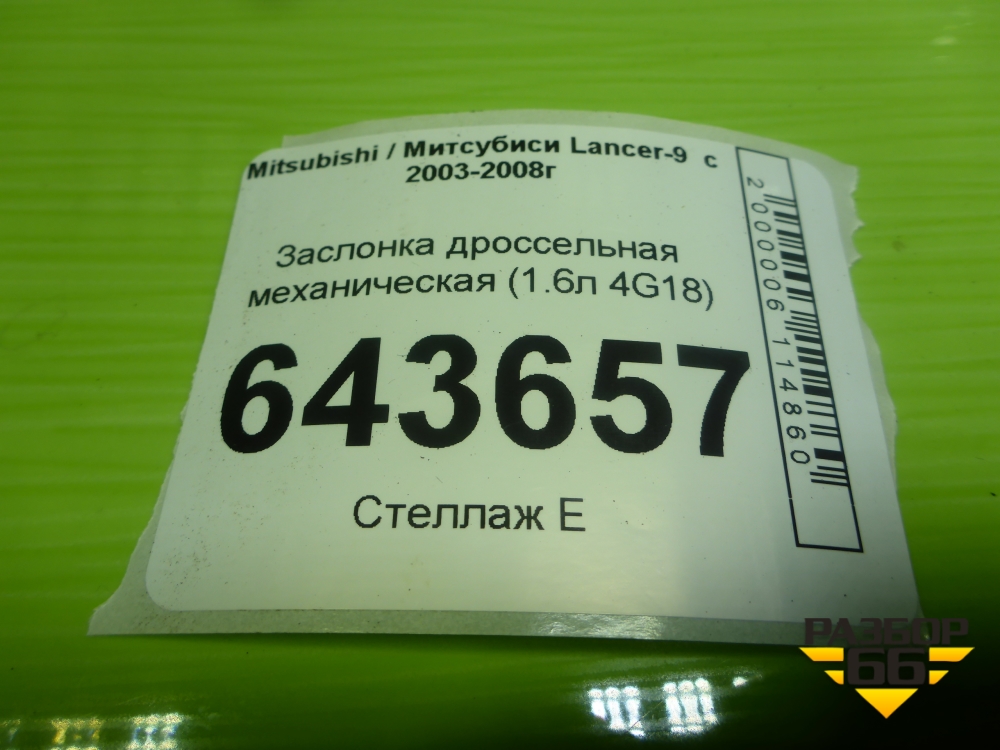 Mitsubishi / Митсубиси Lancer-9 с
2003-2008г
Заслонка дроссельная
механическая (1.6л 4G18)
643657
Стеллаж Е
2000006114860
РАЗБОР
66